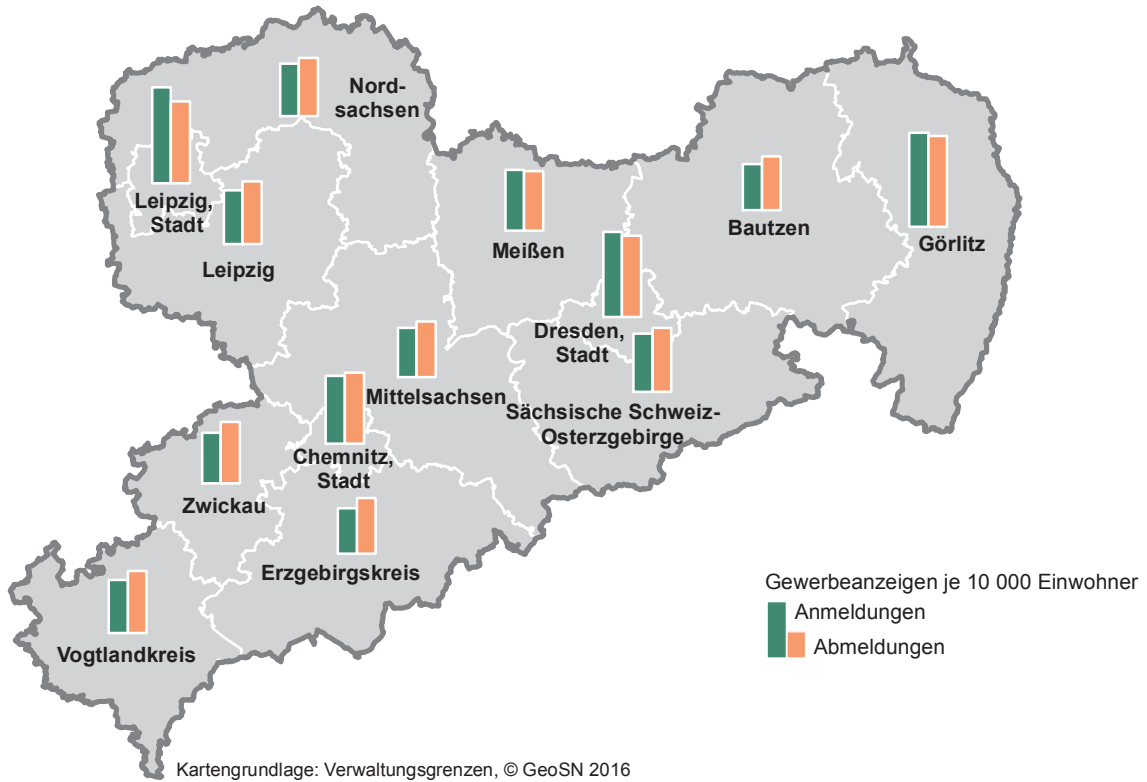 Nord-
sachsen
Leipzig,
Stadt
Leipzig
Meißen
Bautzen
Görlitz
Dresden,
Stadt
Mittelsachsen
Sächsische Schweiz-
Osterzgebirge
Chemnitz,
Stadt
Zwickau
Erzgebirgskreis
Vogtlandkreis
Gewerbeanzeigen je 10 000 Einwohner
Anmeldungen
Abmeldungen
Kartengrundlage: Verwaltungsgrenzen, © GeoSN 2016